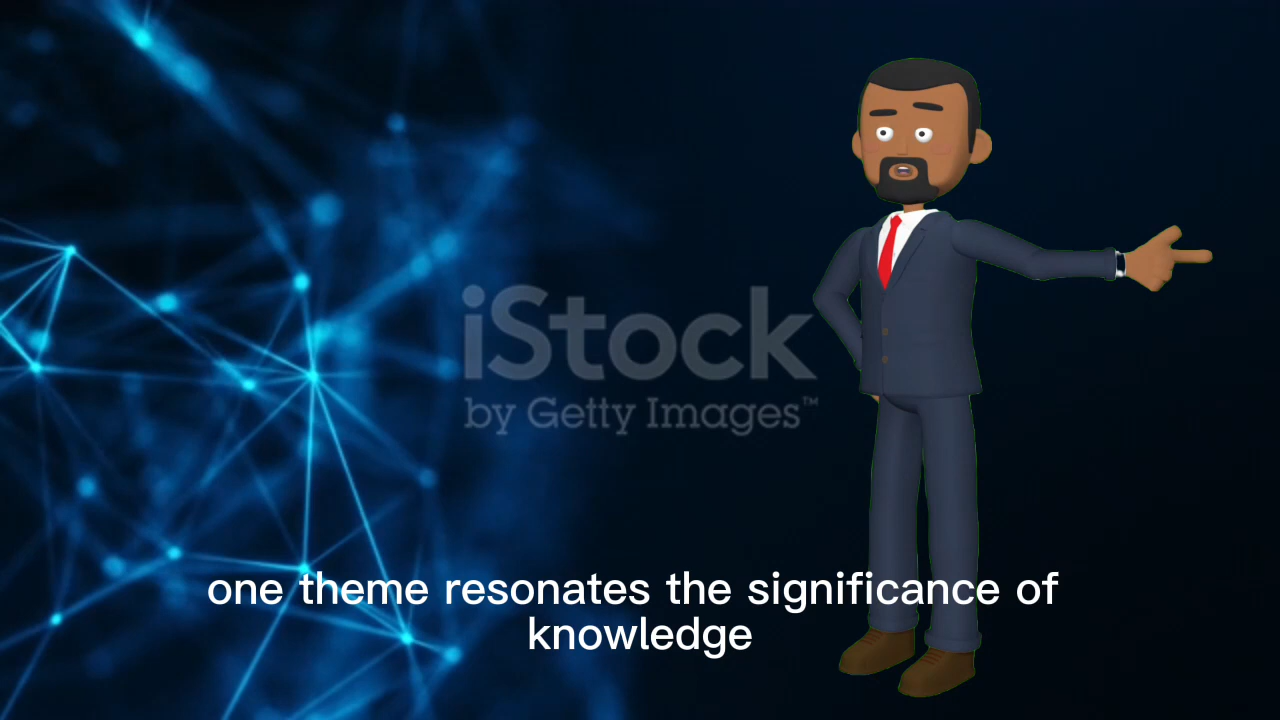 iStock
by Getty Images™
one theme resonates the significance of
knowledge